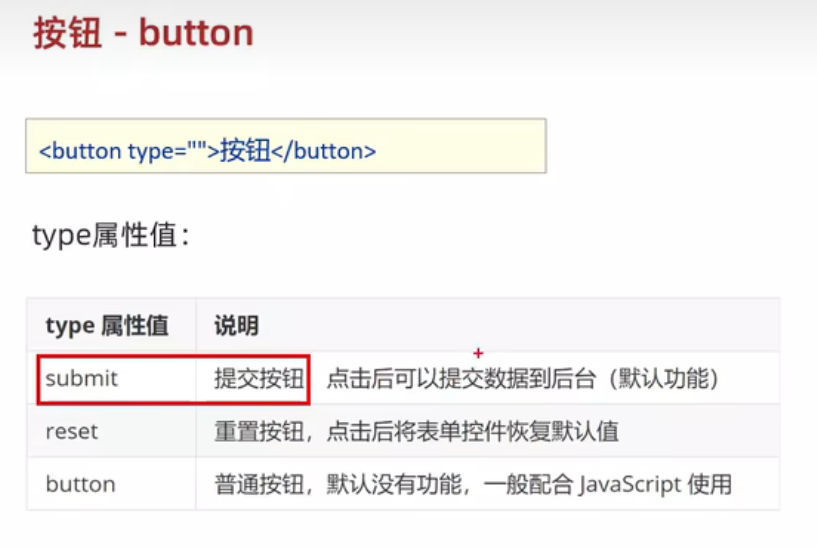 按钮 - button
<button type="">按钮</button>
type属性值：
type 属性值 说明
submit 提交按钮，点击后可以提交数据到后台（默认功能）
reset 重置按钮，点击后将表单控件恢复默认值
button 普通按钮，默认没有功能，一般配合 JavaScript 使用